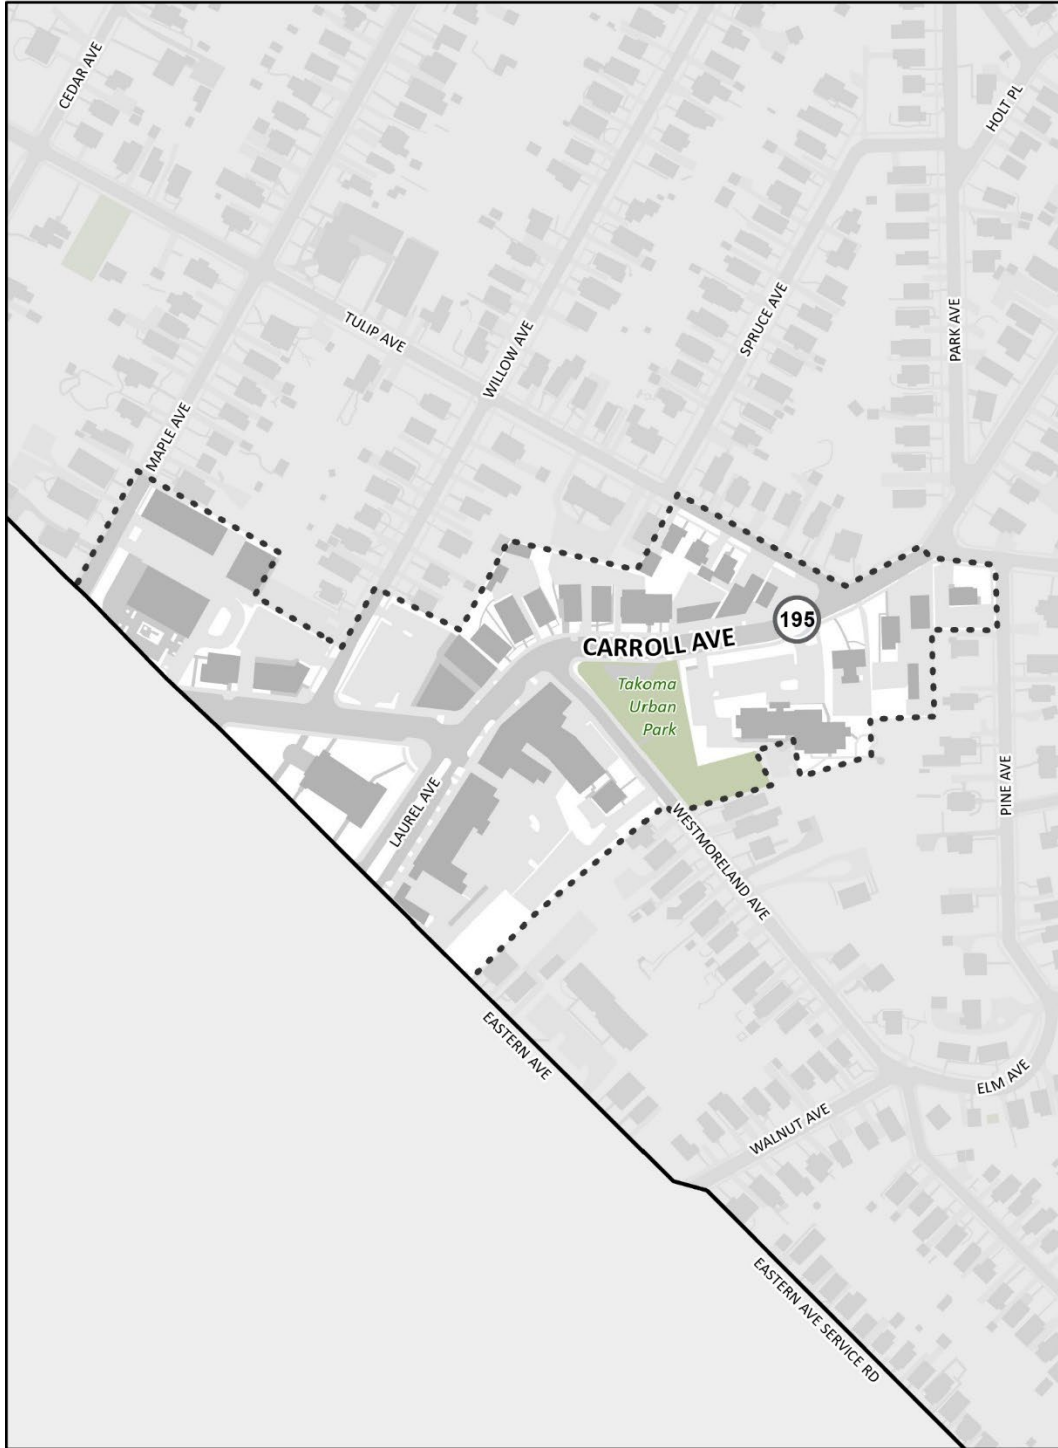 CEDAR AVE
HOLT PL
TULIP AVE
WILLOW AVE
SPRUCE AVE
PARK AVE
MAPLE AVE
195
CARROLL AVE
Takoma
Urban
Park
LAUREL AVE
WESTMORELAND AVE
PINE AVE
EASTERN AVE
ELM AVE
WALNUT AVE
EASTERN AVE SERVICE RD